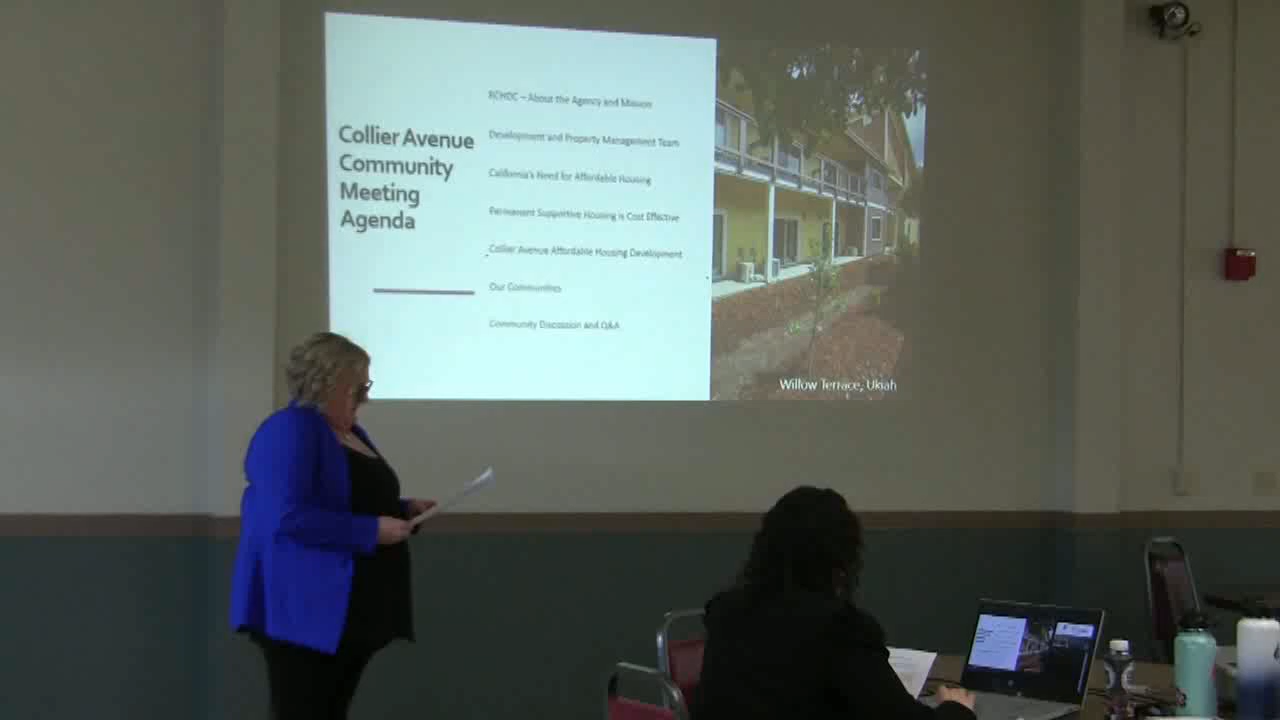 Collier Avenue
Community
Meeting
Agenda
RCHDC – About the Agency and Mission
Development and Property Management Team
California's Need for Affordable Housing
Permanent Supportive Housing is Cost Effective
Collier Avenue Affordable Housing Development
Our Communities
Community Discussion and Q&A
Willow Terrace, Ukiah